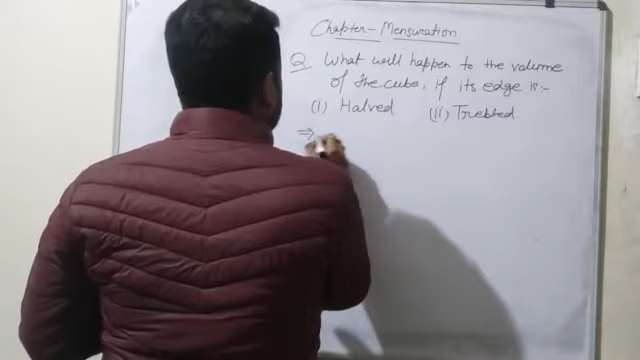 Chapter - Mensuration
Q What will happen to the volume
of the cube, if its edge is :-
(i) Halved (ii) Trebled.
⇒